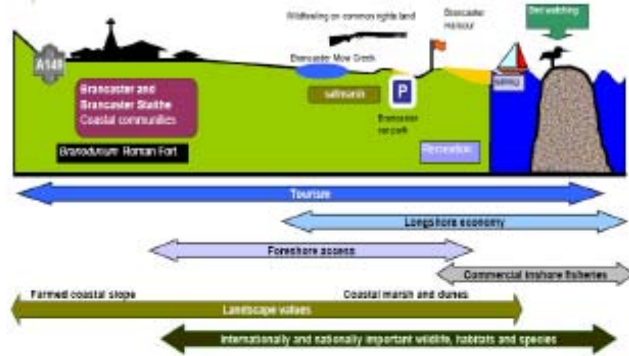 Wildfowling on common rights land
Brancaster
Harbour
Bird watching
A149
Brancaster Mow Creek
Brancaster and
Brancaster Staithe
Coastal communities
saltmarsh
P
Brancaster
car park
Branodunum Roman Fort
Recreation
Tourism
Longshore economy
Foreshore access
Commercial inshore fisheries
Farmed coastal slope
Coastal marsh and dunes
Landscape values
Internationally and nationally important wildlife, habitats and species